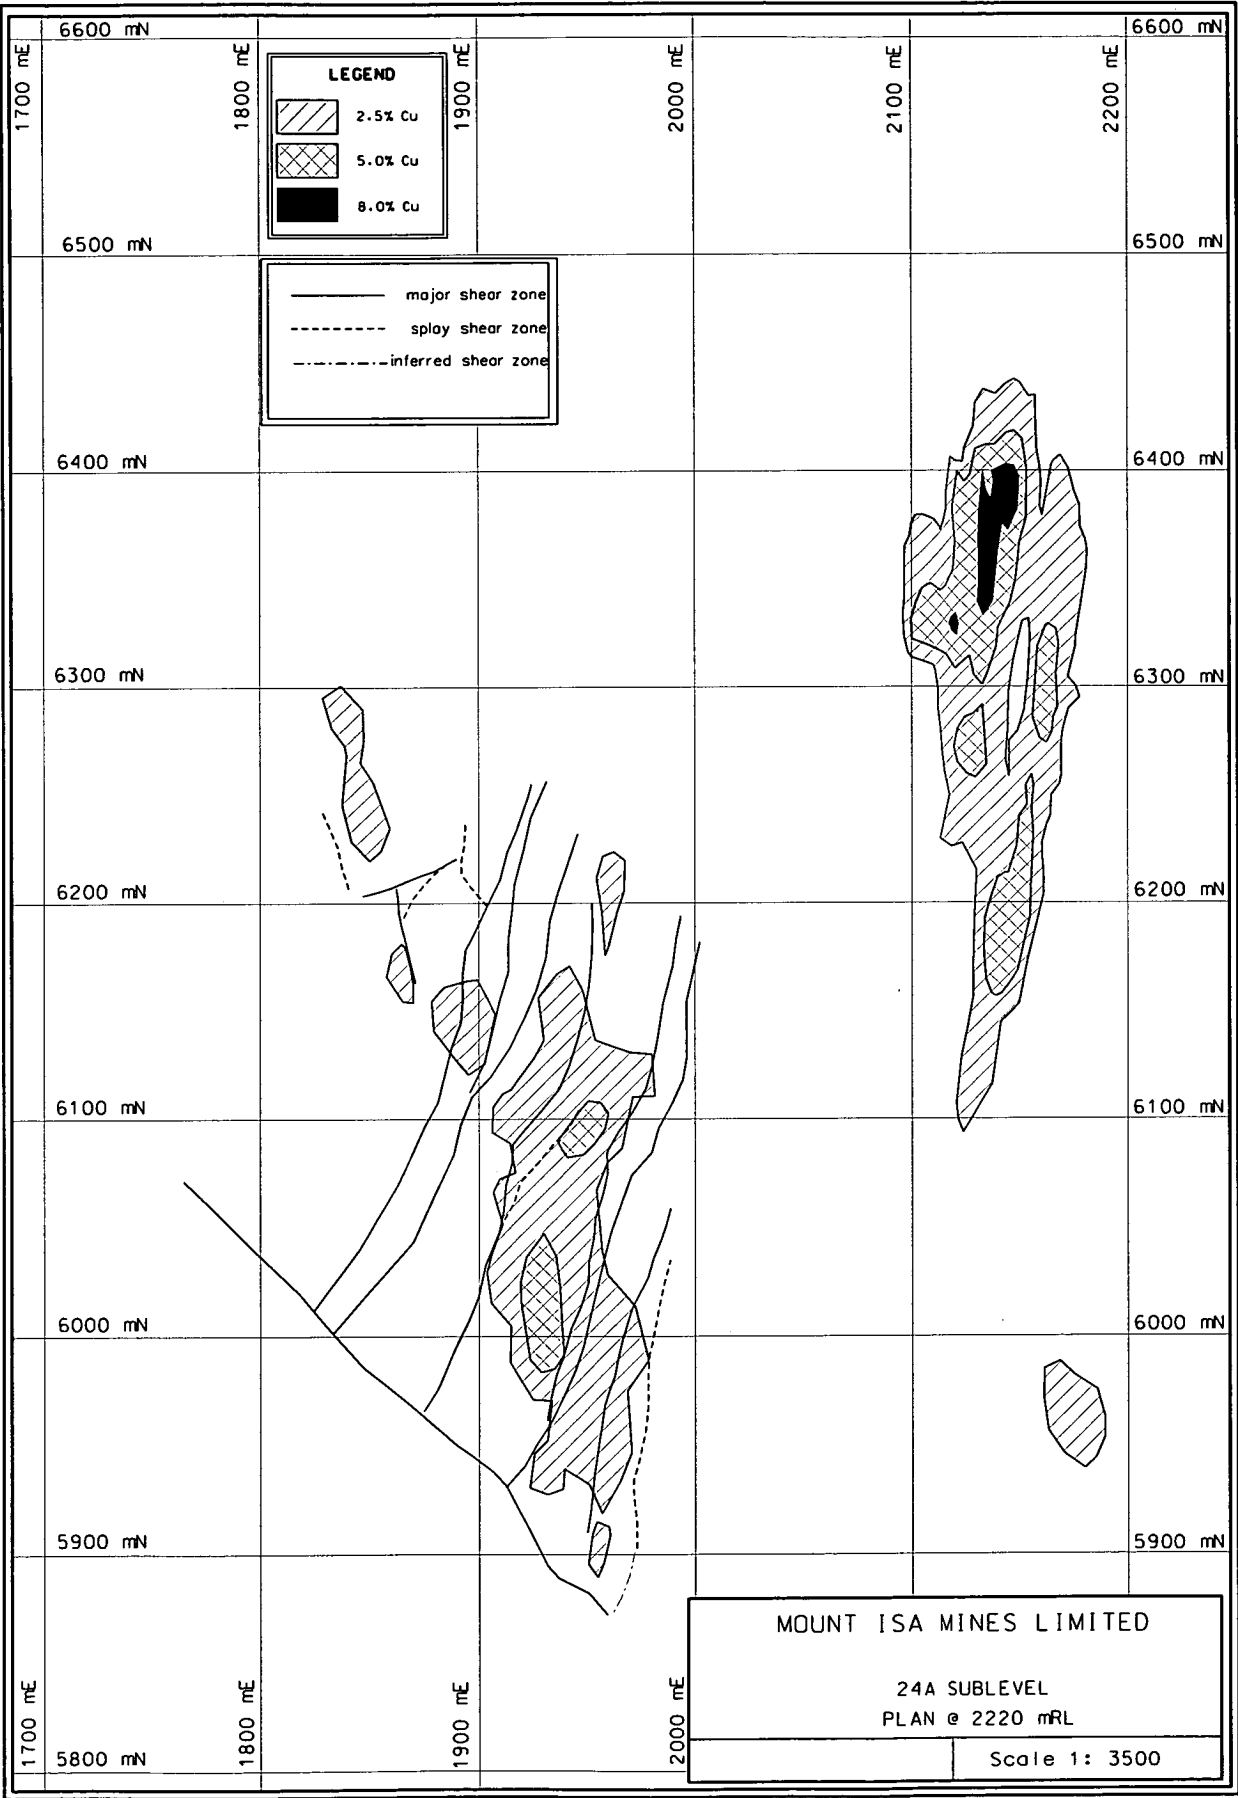 6600 mN
6600 mN
1700 mE
1800 mE
1900 mE
2000 mE
2100 mE
2200 mE
LEGEND
2.5% Cu
5.0% Cu
8.0% Cu
6500 mN
6500 mN
major shear zone
splay shear zone
inferred shear zone
6400 mN
6400 mN
6300 mN
6300 mN
6200 mN
6200 mN
6100 mN
6100 mN
6000 mN
6000 mN
5900 mN
5900 mN
1700 mE
1800 mE
1900 mE
2000 mE
5800 mN
MOUNT ISA MINES LIMITED
24A SUBLEVEL
PLAN @ 2220 mRL
Scale 1: 3500